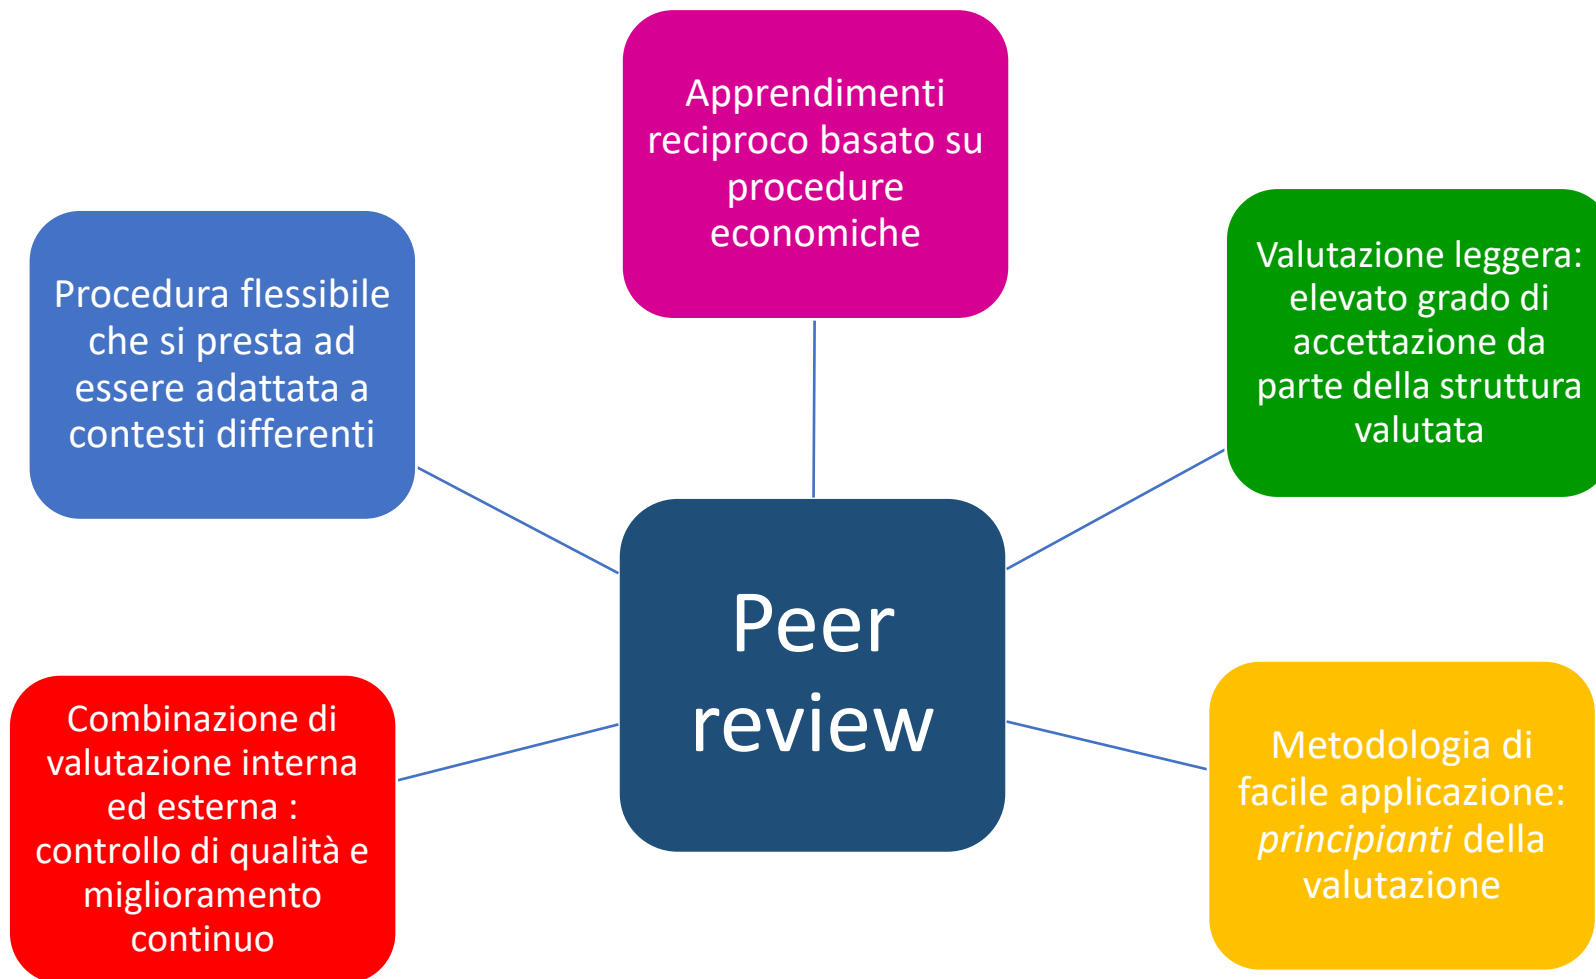 Apprendimenti
reciproco basato su
procedure
economiche
Procedura flessibile
che si presta ad
essere adattata a
contesti differenti
Valutazione leggera:
elevato grado di
accettazione da
parte della struttura
valutata
Peer
review
Combinazione di
valutazione interna
ed esterna :
controllo di qualità e
miglioramento
continuo
Metodologia di
facile applicazione:
principianti della
valutazione